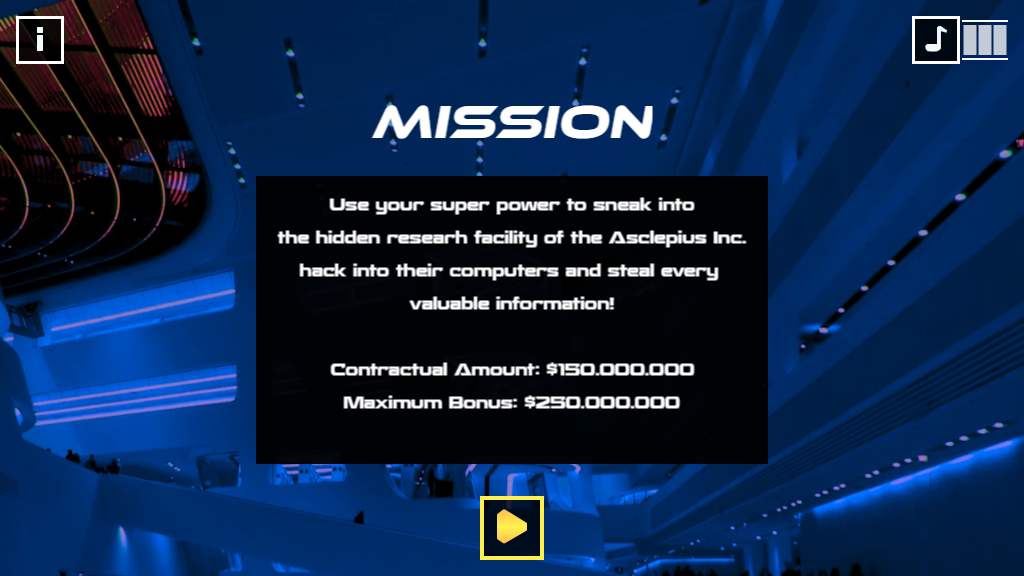 i
MISSION
Use your super power to sneak into
the hidden researh facility of the Asclepius Inc.
hack into their computers and steal every
valuable information!
Contractual Amount: $150.000.000
Maximum Bonus: $250.000.000